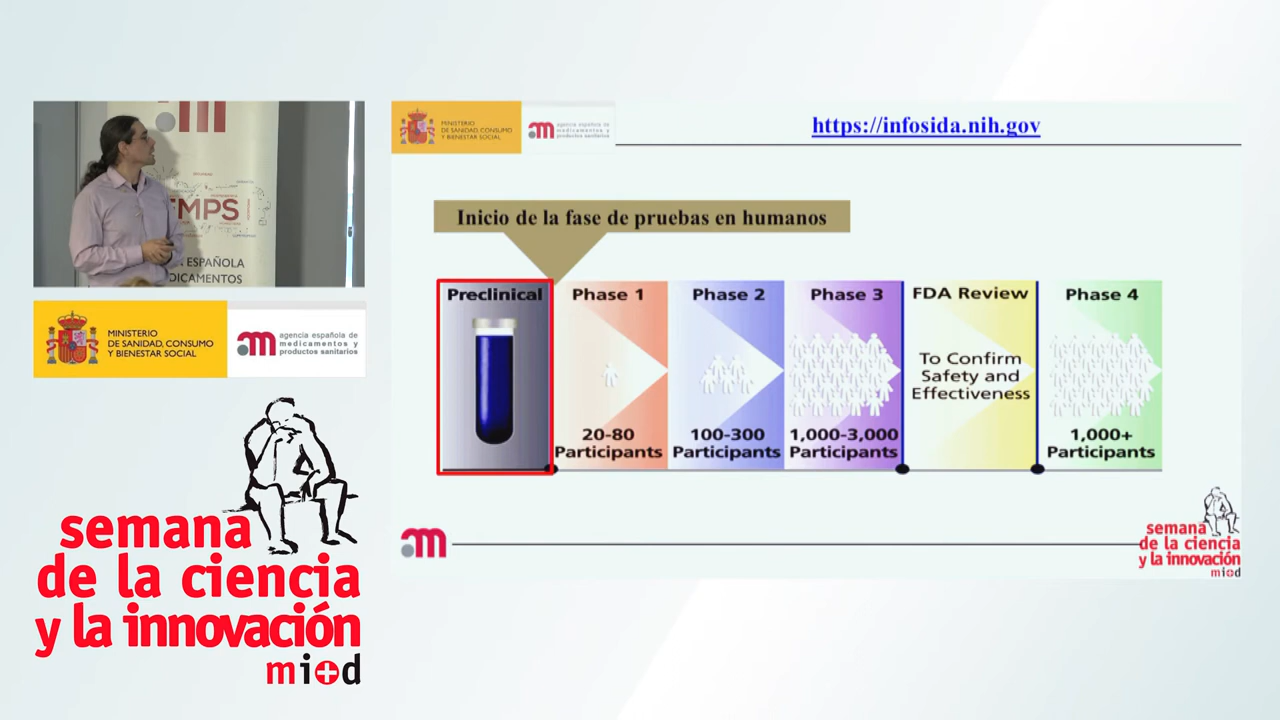 EMPS
ESPAÑOLA
DICAMENTOS
MINISTERIO
DE SANIDAD, CONSUMO
Y BIENESTAR SOCIAL
agencia española de
medicamentos y
productos sanitarios
semana
de la ciencia
y la innovación
mi+d
MINISTERIO
DE SANIDAD, CONSUMO
Y BIENESTAR SOCIAL
agencia española de
medicamentos y
productos sanitarios
https://infosida.nih.gov
Inicio de la fase de pruebas en humanos
Preclinical
Phase 1
Phase 2
Phase 3
FDA Review
Phase 4
To Confirm
Safety and
Effectiveness
20-80
Participants
100-300
Participants
1,000-3,000
Participants
1,000+
Participants
semana
de la ciencia
y la innovación
mi+d